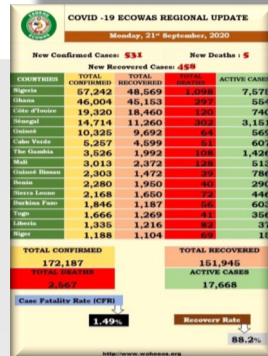 COVID -19 ECOWAS REGIONAL UPDATE
Monday, 21st September, 2020
New Confirmed Cases: 531 New Deaths : 5
New Recovered Cases: 458
COUNTRIES TOTAL CONFIRMED TOTAL RECOVERED TOTAL DEATHS ACTIVE CASES
Nigeria 57,242 48,569 1,098 7,575
Ghana 46,004 45,153 297 554
Côte d'Ivoire 19,320 18,460 120 740
Sénégal 14,714 11,260 302 3,15
Guinée 10,325 9,692 64 569
Cabo Verde 5,257 4,599 51 607
The Gambia 3,526 1,992 108 1,426
Mali 3,013 2,372 128 513
Guinée Bissau 2,303 1,472 39
Benin 2,280 1,950 40 290
Sierra Leone 2,168 1,650 72
Burkina Faso 1,846 1,187 56
Togo 1,666 1,269 41
Liberia 1,335 1,216 82 37
Niger 1,188 1,104 69 15
TOTAL CONFIRMED TOTAL RECOVERED
172,187 151,945
TOTAL DEATHS ACTIVE CASES
2,567 17,668
Case Fatality Rate (CFR)
1.49%
Recovery Rate
88.2%
http://www.wahooas.org